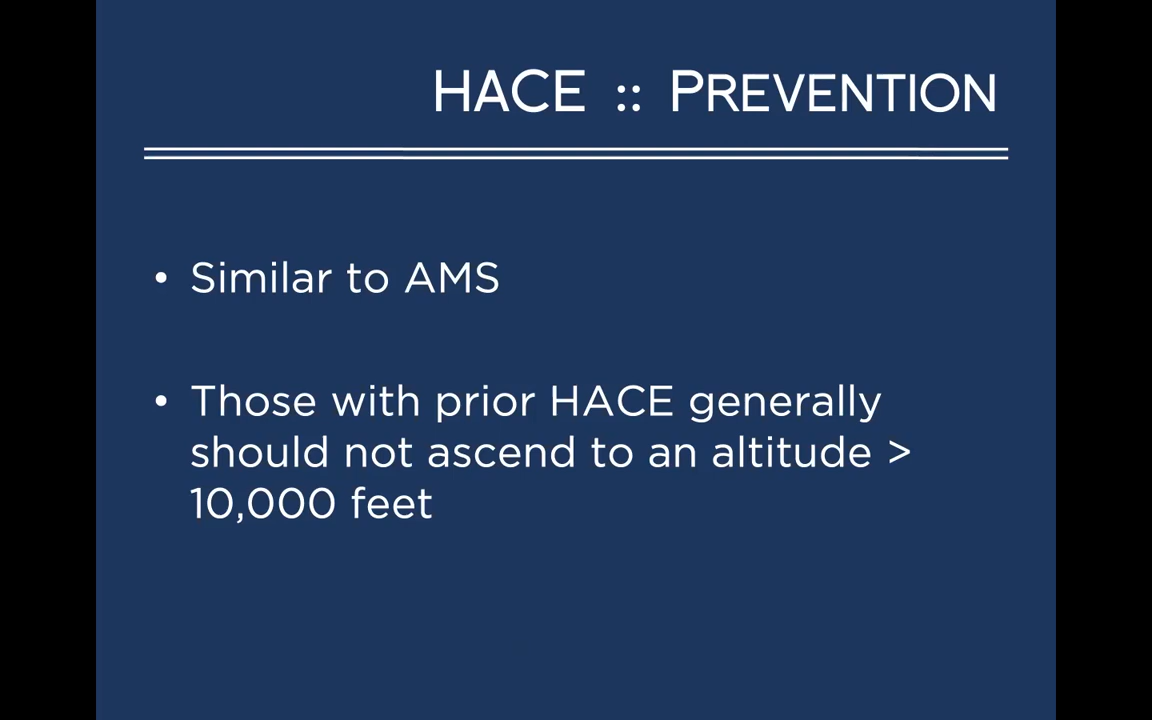 HACE :: PREVENTION
• Similar to AMS
• Those with prior HACE generally
should not ascend to an altitude >
10,000 feet